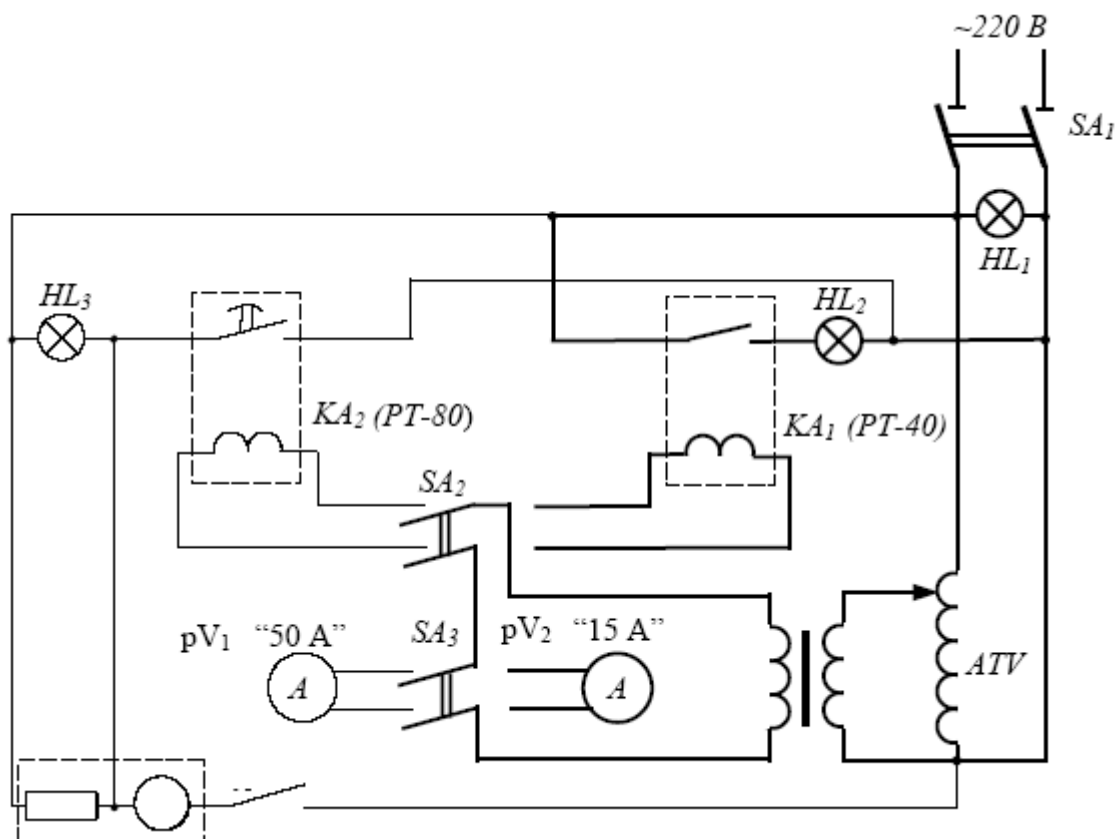 ~220 В
SA₁
HL₁
HL₃
HL₂
KA₂ (РТ-80)
KA₁ (РТ-40)
SA₂
pV₁ “50 А”
SA₃
pV₂ “15 А”
A
A
ATV